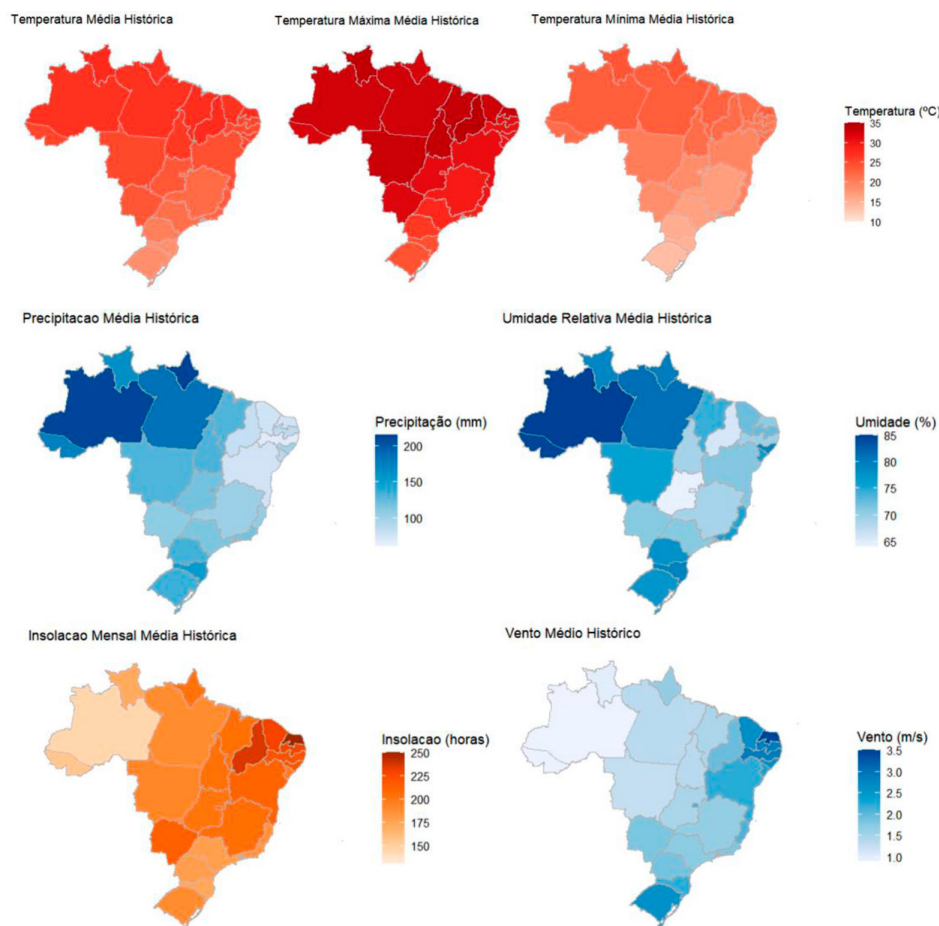 Temperatura Média Histórica
Temperatura Máxima Média Histórica
Temperatura Mínima Média Histórica
Temperatura (ºC)
35
30
25
20
15
10
Precipitacao Média Histórica
Umidade Relativa Média Histórica
Precipitação (mm)
200
150
100
Umidade (%)
85
80
75
70
65
Insolacao Mensal Média Histórica
Vento Médio Histórico
Insolacao (horas)
250
225
200
175
150
Vento (m/s)
3.5
3.0
2.5
2.0
1.5
1.0